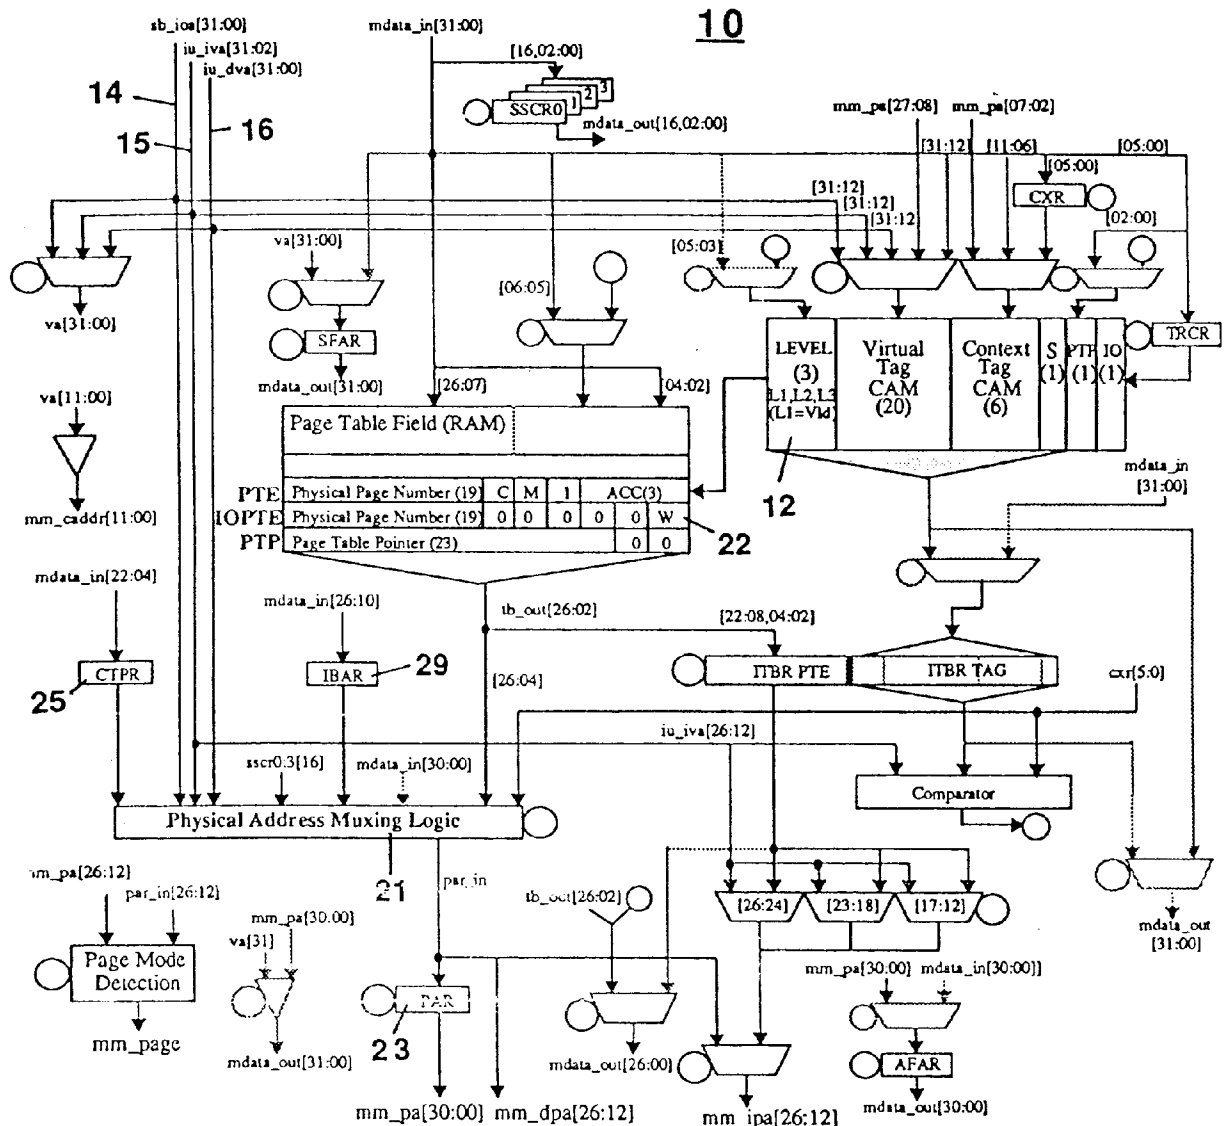 10
sb_ioa[31:00]
iu_iva[31:02]
iu_dva[31:00]
mdata_in[31:00]
14
15
16
[16,02:00]
3
2
1
SSCR0
mdata_out[16,02:00]
mm_pa[27:08]
mm_pa[07:02]
[31:12]
[11:06]
[05:00]
[05:00]
CXR
[31:12]
[31:12]
[31:12]
[02:00]
va[31:00]
[05:03]
[06:05]
va[31:00]
SFAR
mdata_out[31:00]
TRCR
LEVEL
(3)
L1,L2,L3
(L1=Vld)
Virtual
Tag
CAM
(20)
Context
Tag
CAM
(6)
S
(1)
PTP
(1)
IO
(1)
va[11:00]
mm_caddr[11:00]
[26:07]
[04:02]
Page Table Field (RAM)
PTE Physical Page Number (19) C M 1 ACC(3)
IOPTE Physical Page Number (19) 0 0 0 0 0 W
PTP Page Table Pointer (23) 0 0
22
12
mdata_in
[31:00]
mdata_in[22:04]
CTPR
25
mdata_in[26:10]
IBAR
29
tb_out[26:02]
[26:04]
[22:08,04:02]
ITBR PTE
ITBR TAG
cxr[5:0]
iu_iva[26:12]
sscr0:3[16]
mdata_in[30:00]
Comparator
Physical Address Muxing Logic
21
par_in
mm_pa[26:12]
par_in[26:12]
Page Mode
Detection
mm_page
mm_pa[30:00]
va[31]
mdata_out[31:00]
PAR
23
mm_pa[30:00]
mm_dpa[26:12]
tb_out[26:02]
mdata_out[26:00]
[26:24]
[23:18]
[17:12]
mm_ipa[26:12]
mm_pa[30:00]
mdata_in[30:00]]
AFAR
mdata_out[30:00]
mdata_out
[31:00]